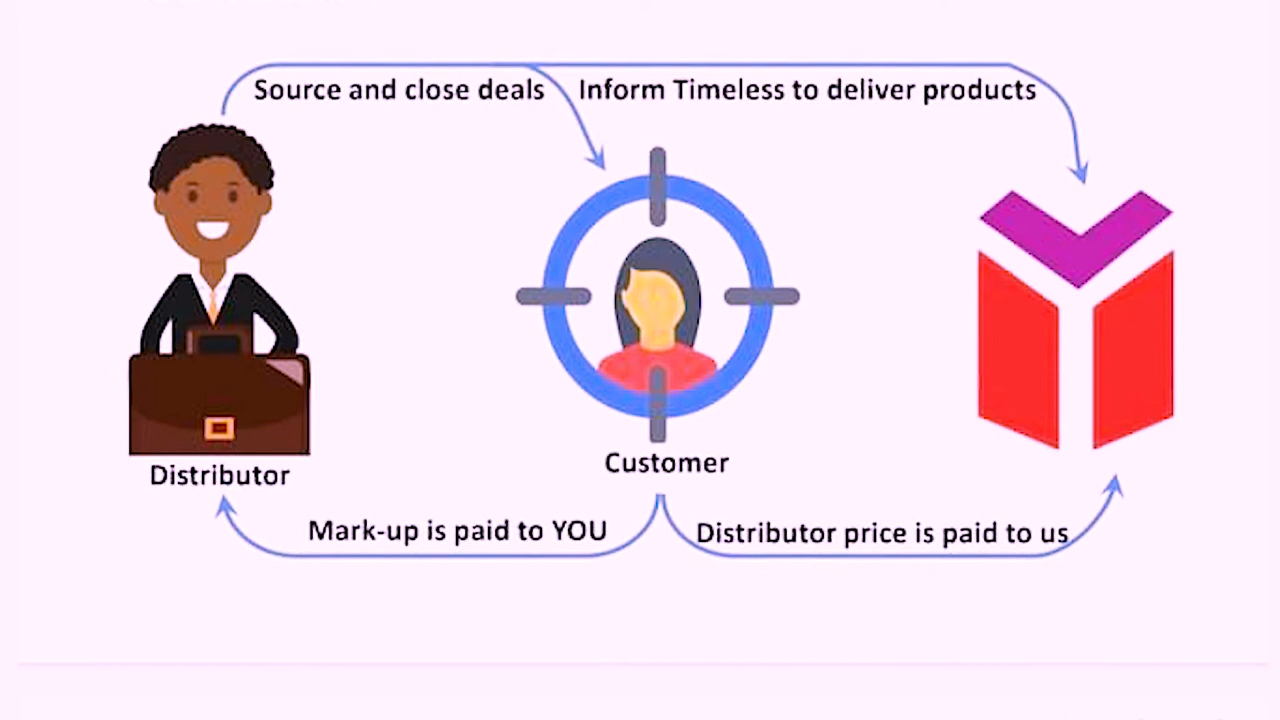 Source and close deals
Inform Timeless to deliver products
Distributor
Customer
Mark-up is paid to YOU
Distributor price is paid to us